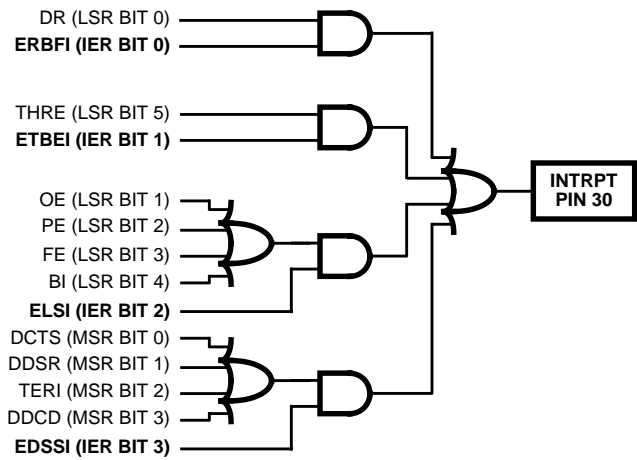 DR (LSR BIT 0)
ERBFI (IER BIT 0)
THRE (LSR BIT 5)
ETBEI (IER BIT 1)
OE (LSR BIT 1)
PE (LSR BIT 2)
FE (LSR BIT 3)
BI (LSR BIT 4)
ELSI (IER BIT 2)
DCTS (MSR BIT 0)
DDSR (MSR BIT 1)
TERI (MSR BIT 2)
DDCD (MSR BIT 3)
EDSSI (IER BIT 3)
INTRPT
PIN 30